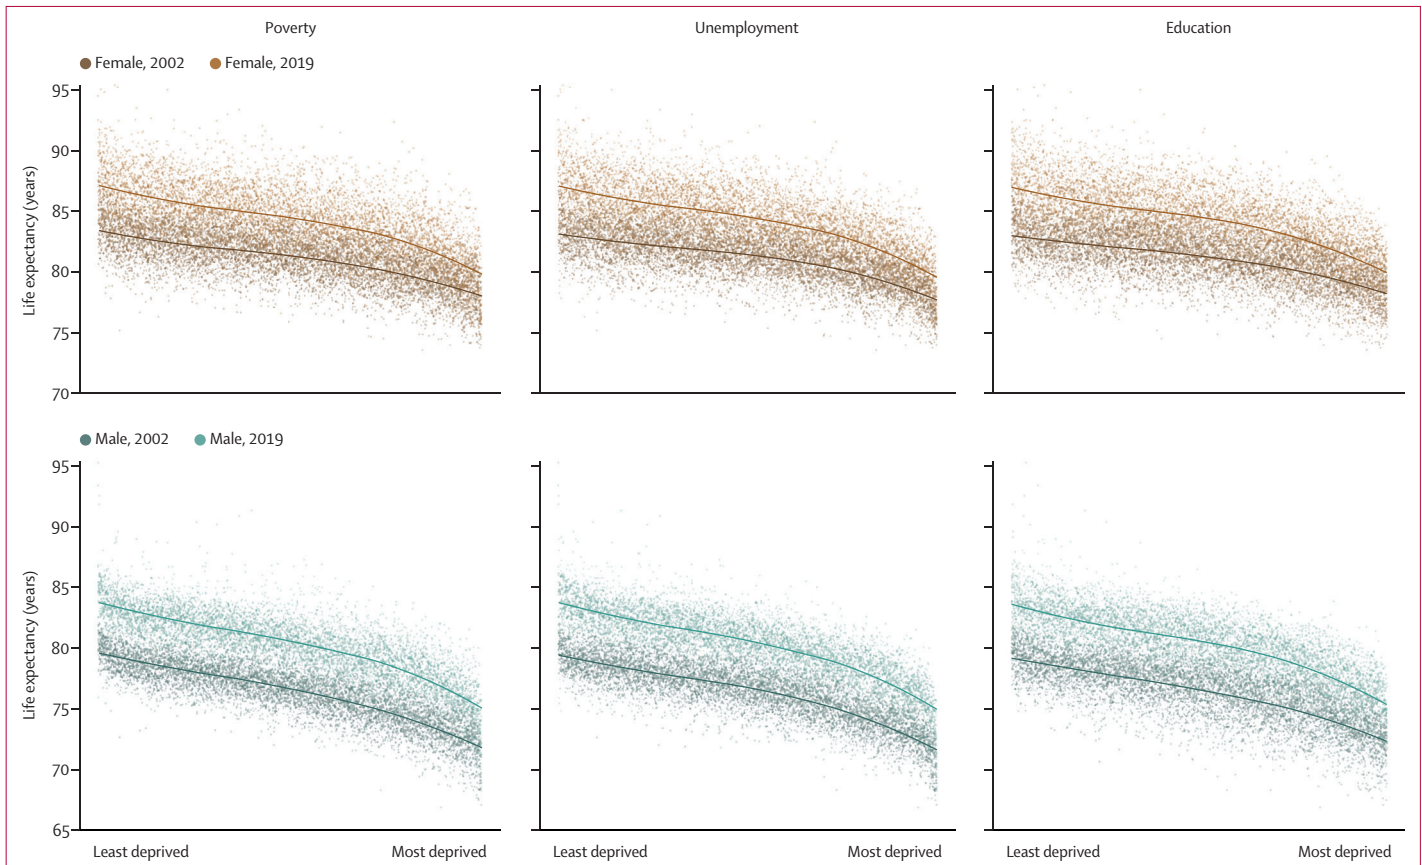 Poverty Unemployment Education
Female, 2002 Female, 2019
Life expectancy (years)
95
90
85
80
75
70
Male, 2002 Male, 2019
Life expectancy (years)
95
90
85
80
75
70
65
Least deprived Most deprived Least deprived Most deprived Least deprived Most deprived